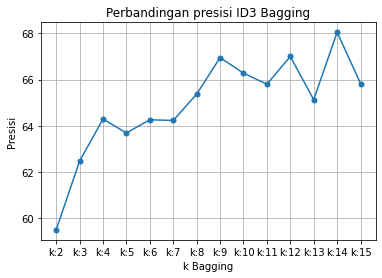 Perbandingan presisi ID3 Bagging
Presisi
68
66
64
62
60
k:2 k:3 k:4 k:5 k:6 k:7 k:8 k:9 k:10 k:11 k:12 k:13 k:14 k:15
k Bagging